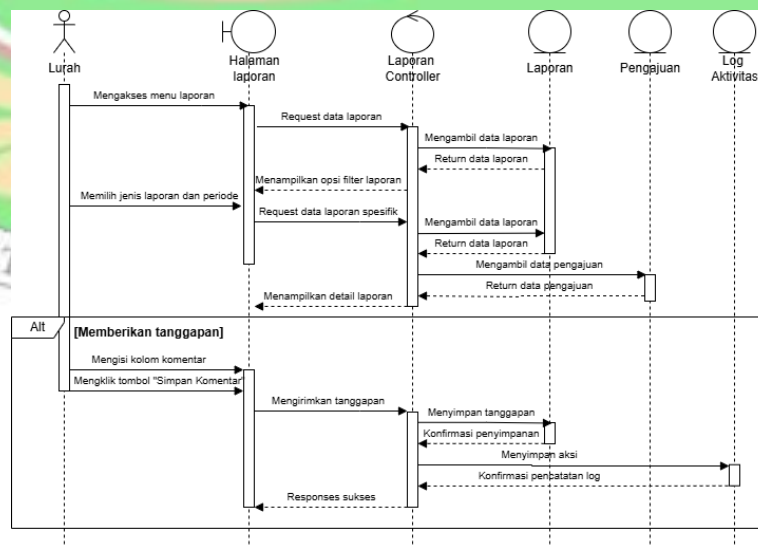 Lurah
Halaman
laporan
Laporan
Controller
Laporan
Pengajuan
Log
Aktivitas
Mengakses menu laporan
Request data laporan
Mengambil data laporan
Return data laporan
Menampilkan opsi filter laporan
Memilih jenis laporan dan periode
Request data laporan spesifik
Mengambil data laporan
Return data laporan
Mengambil data pengajuan
Return data pengajuan
Menampilkan detail laporan
Alt
[Memberikan tanggapan]
Mengisi kolom komentar
Mengklik tombol "Simpan Komentar"
Mengirimkan tanggapan
Menyimpan tanggapan
Konfirmasi penyimpanan
Menyimpan aksi
Konfirmasi pencatatan log
Responses sukses